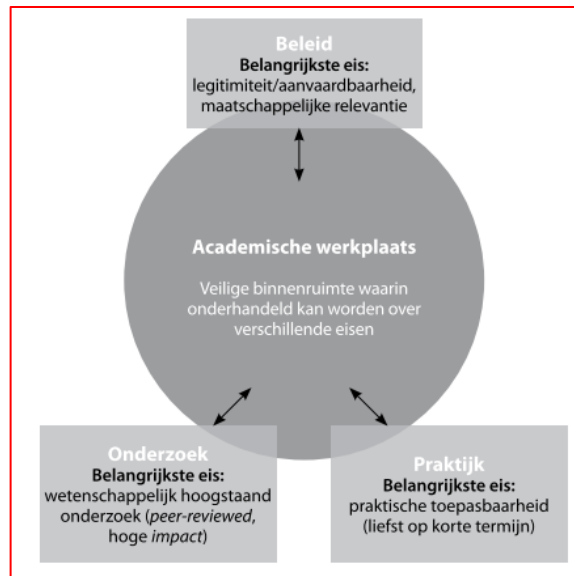 Beleid
Belangrijkste eis:
legitimiteit/aanvaardbaarheid,
maatschappelijke relevantie
Academische werkplaats
Veilige binnenruimte waarin
onderhandeld kan worden over
verschillende eisen
Onderzoek
Belangrijkste eis:
wetenschappelijk hoogstaand
onderzoek (peer-reviewed,
hoge impact)
Praktijk
Belangrijkste eis:
praktische toepasbaarheid
(liefst op korte termijn)